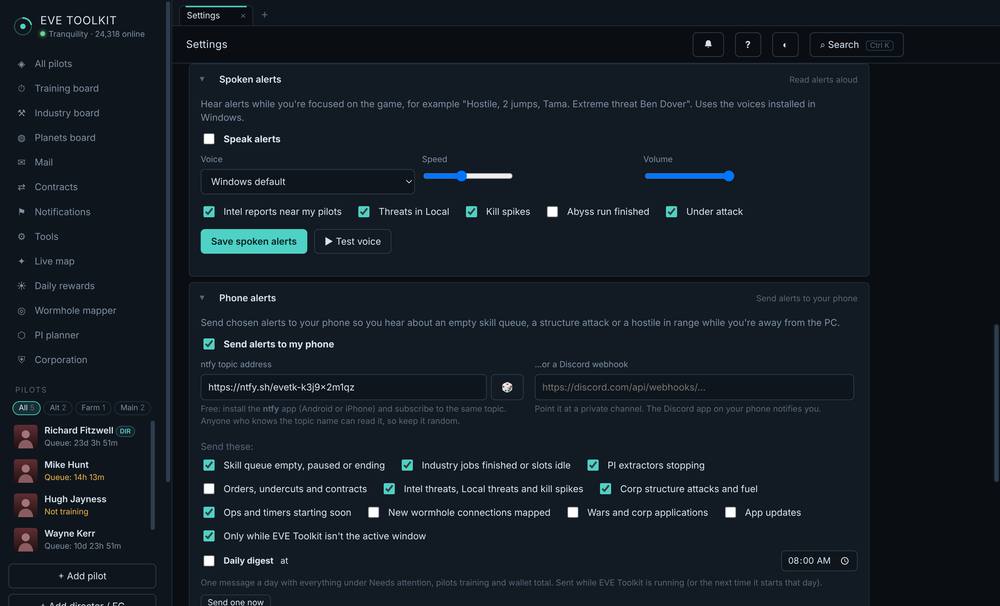 EVE TOOLKIT
Tranquility · 24,318 online
All pilots
Training board
Industry board
Planets board
Mail
Contracts
Notifications
Tools
Live map
Daily rewards
Wormhole mapper
PI planner
Corporation
PILOTS
All 5 Alt 2 Farm 1 Main 2
Richard Fitzwell DIR
Queue: 23d 3h 51m
Mike Hunt
Queue: 14h 13m
Hugh Jayness
Not training
Wayne Kerr
Queue: 10d 23h 51m
+ Add pilot
+ Add director / FC
Settings × +
Settings
? Search Ctrl K
Spoken alerts Read alerts aloud
Hear alerts while you're focused on the game, for example "Hostile, 2 jumps, Tama. Extreme threat Ben Dover". Uses the voices installed in
Windows.
Speak alerts
Voice Speed Volume
Windows default
Intel reports near my pilots Threats in Local Kill spikes Abyss run finished Under attack
Save spoken alerts ▶ Test voice
Phone alerts Send alerts to your phone
Send chosen alerts to your phone so you hear about an empty skill queue, a structure attack or a hostile in range while you're away from the PC.
Send alerts to my phone
ntfy topic address ...or a Discord webhook
https://ntfy.sh/evetk-k3j9×2m1qz https://discord.com/api/webhooks/...
Free: install the ntfy app (Android or iPhone) and subscribe to the same topic. Point it at a private channel. The Discord app on your phone notifies you.
Anyone who knows the topic name can read it, so keep it random.
Send these:
Skill queue empty, paused or ending Industry jobs finished or slots idle PI extractors stopping
Orders, undercuts and contracts Intel threats, Local threats and kill spikes Corp structure attacks and fuel
Ops and timers starting soon New wormhole connections mapped Wars and corp applications App updates
Only while EVE Toolkit isn't the active window
Daily digest at 08:00 AM
One message a day with everything under Needs attention, pilots training and wallet total. Sent while EVE Toolkit is running (or the next time it starts that day).
Send one now